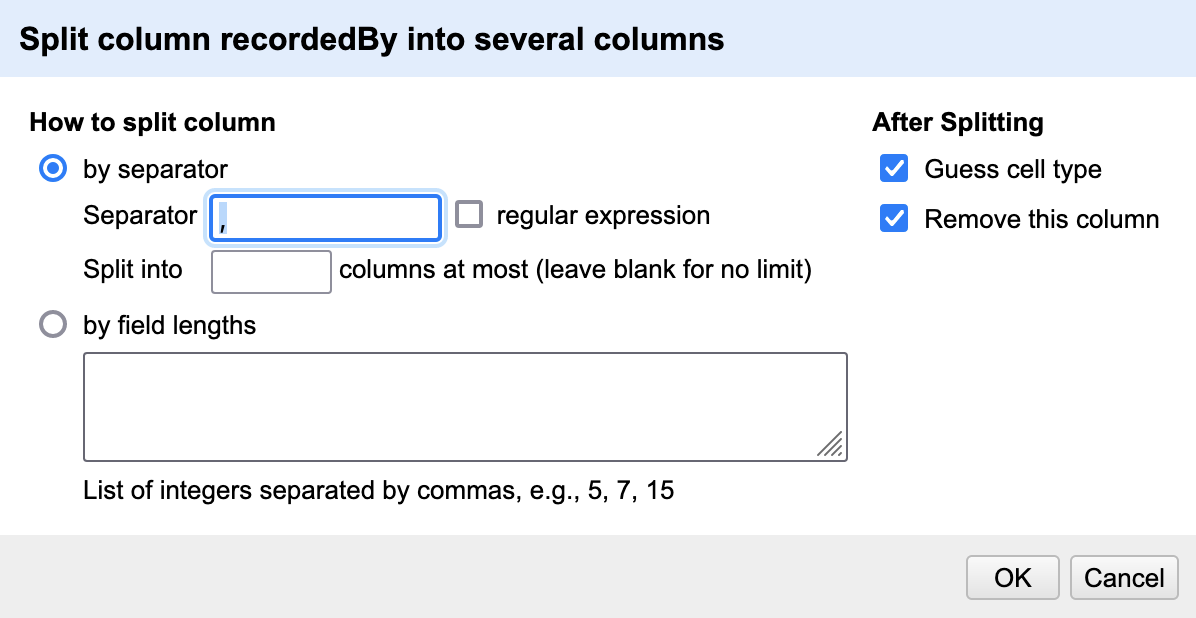 Split column recordedBy into several columns
How to split column
by separator
Separator ,
regular expression
Split into
columns at most (leave blank for no limit)
by field lengths
List of integers separated by commas, e.g., 5, 7, 15
After Splitting
Guess cell type
Remove this column
OK
Cancel